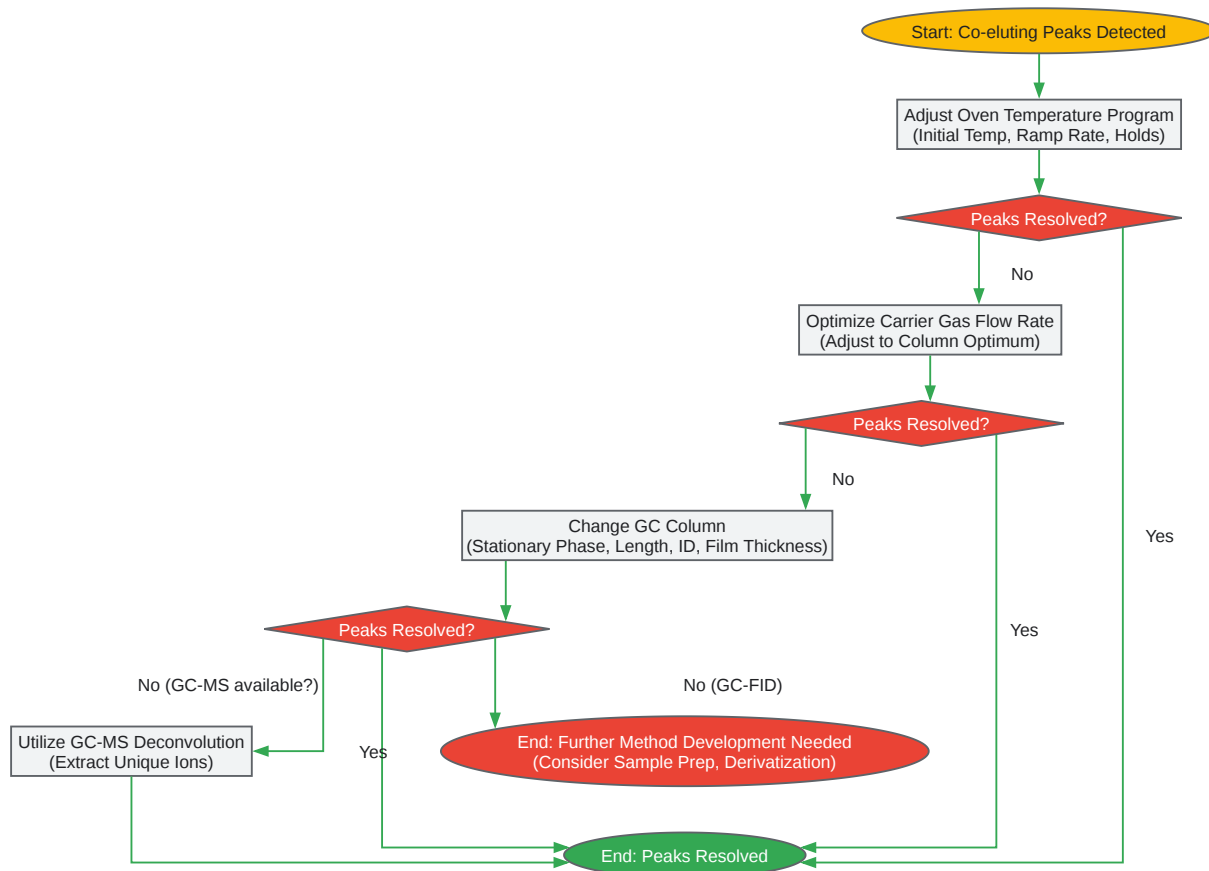 Start: Co-eluting Peaks Detected
Adjust Oven Temperature Program
(Initial Temp, Ramp Rate, Holds)
Peaks Resolved?
No
Optimize Carrier Gas Flow Rate
(Adjust to Column Optimum)
Peaks Resolved?
No
Change GC Column
(Stationary Phase, Length, ID, Film Thickness)
Yes
Peaks Resolved?
Yes
No (GC-MS available?)
No (GC-FID)
Utilize GC-MS Deconvolution
(Extract Unique Ions)
Yes
End: Further Method Development Needed
(Consider Sample Prep, Derivatization)
End: Peaks Resolved